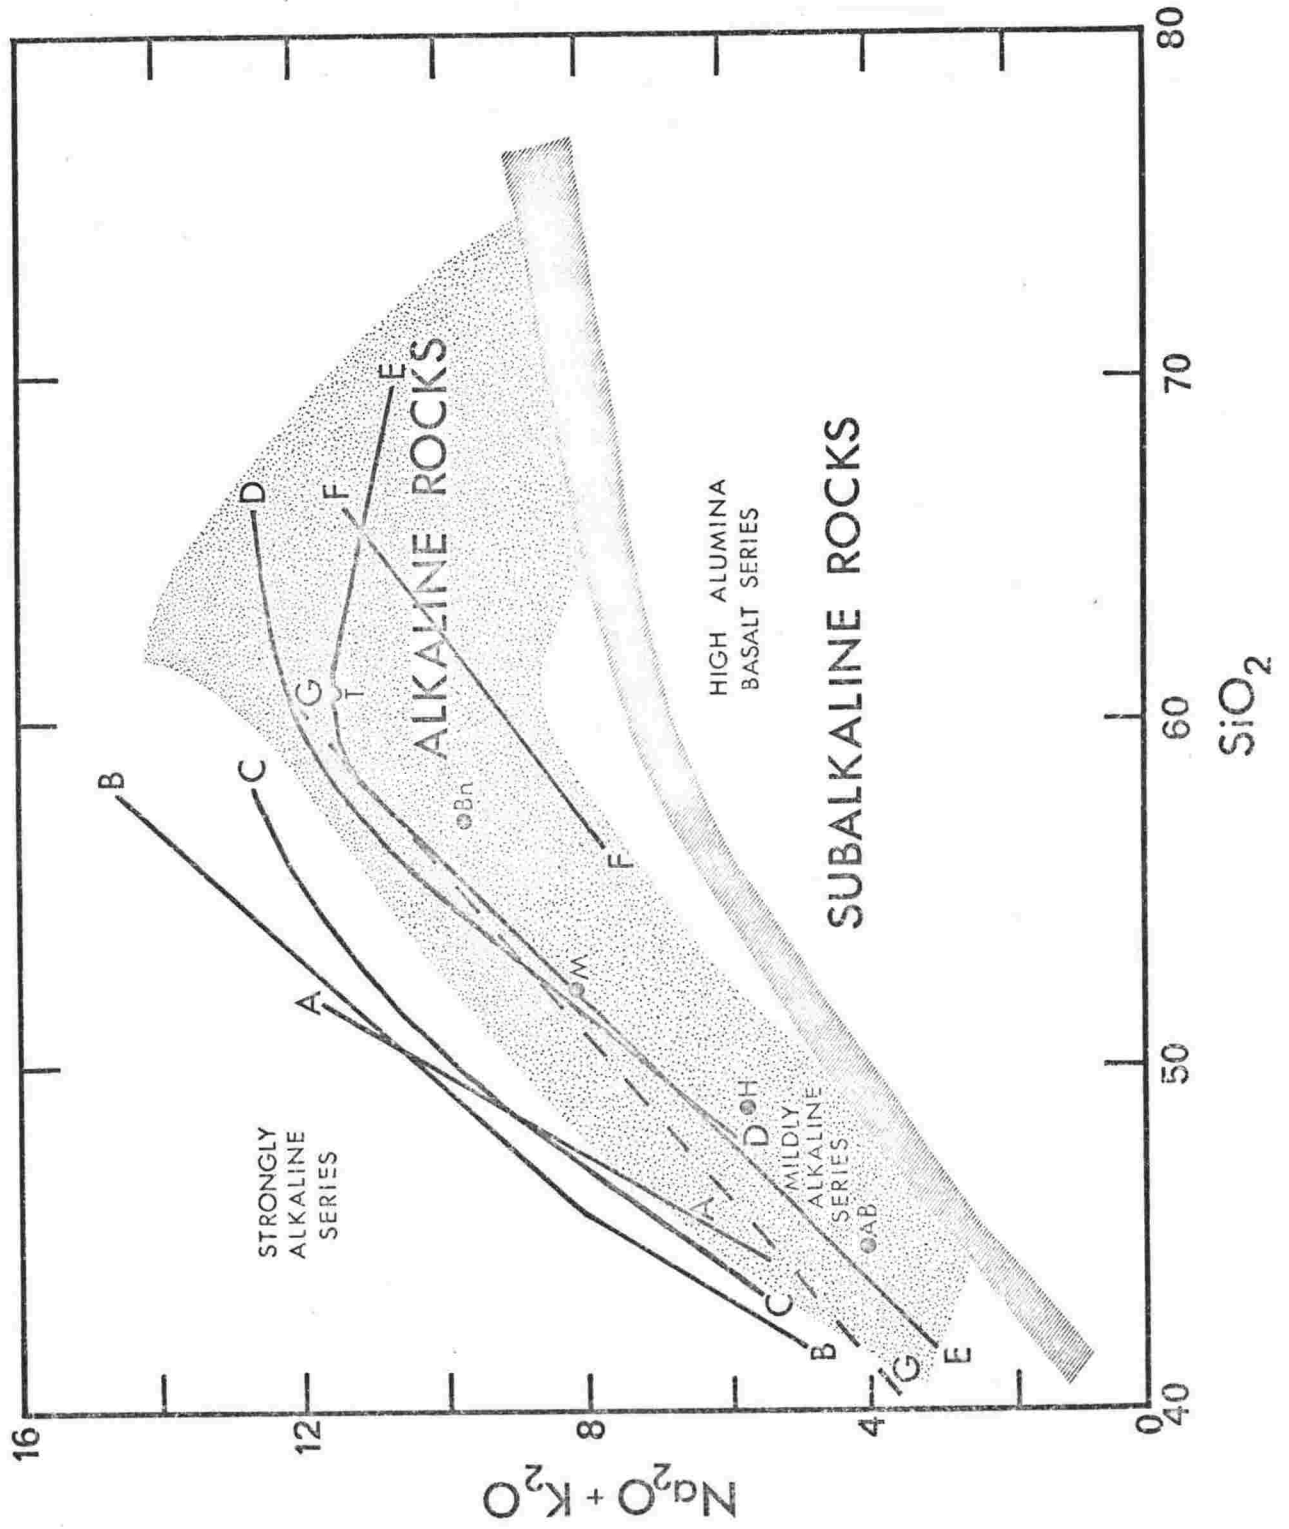 16
12
8
4
0
Na₂O + K₂O
40
50
60
70
80
SiO₂
STRONGLY
ALKALINE
SERIES
ALKALINE ROCKS
MILDLY
ALKALINE
SERIES
HIGH ALUMINA
BASALT SERIES
SUBALKALINE ROCKS
A
A
B
B
C
C
D
D
E
E
F
F
G
G
T
Bn
M
H
AB